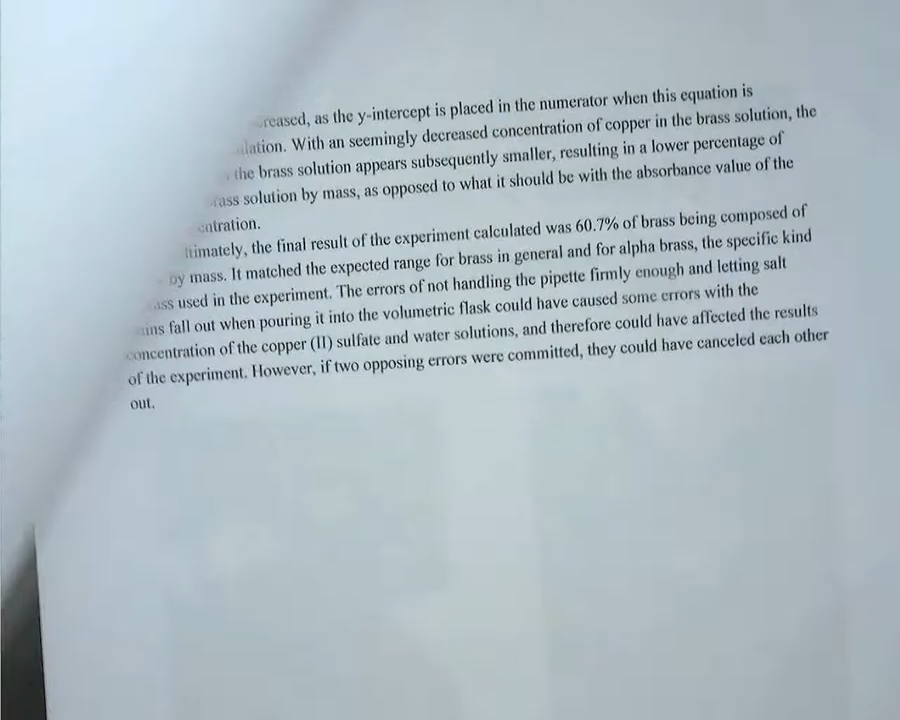 as the y-intercept is placed in the numerator when this equation is
With an seemingly decreased concentration of copper in the brass solution, the
the brass solution appears subsequently smaller, resulting in a lower percentage of
solution by mass, as opposed to what it should be with the absorbance value of the
the final result of the experiment calculated was 60.7% of brass being composed of
by mass. It matched the expected range for brass in general and for alpha brass, the specific kind
used in the experiment. The errors of not handling the pipette firmly enough and letting salt
fall out when pouring it into the volumetric flask could have caused some errors with the
concentration of the copper (II) sulfate and water solutions, and therefore could have affected the results
of the experiment. However, if two opposing errors were committed, they could have canceled each other
out.